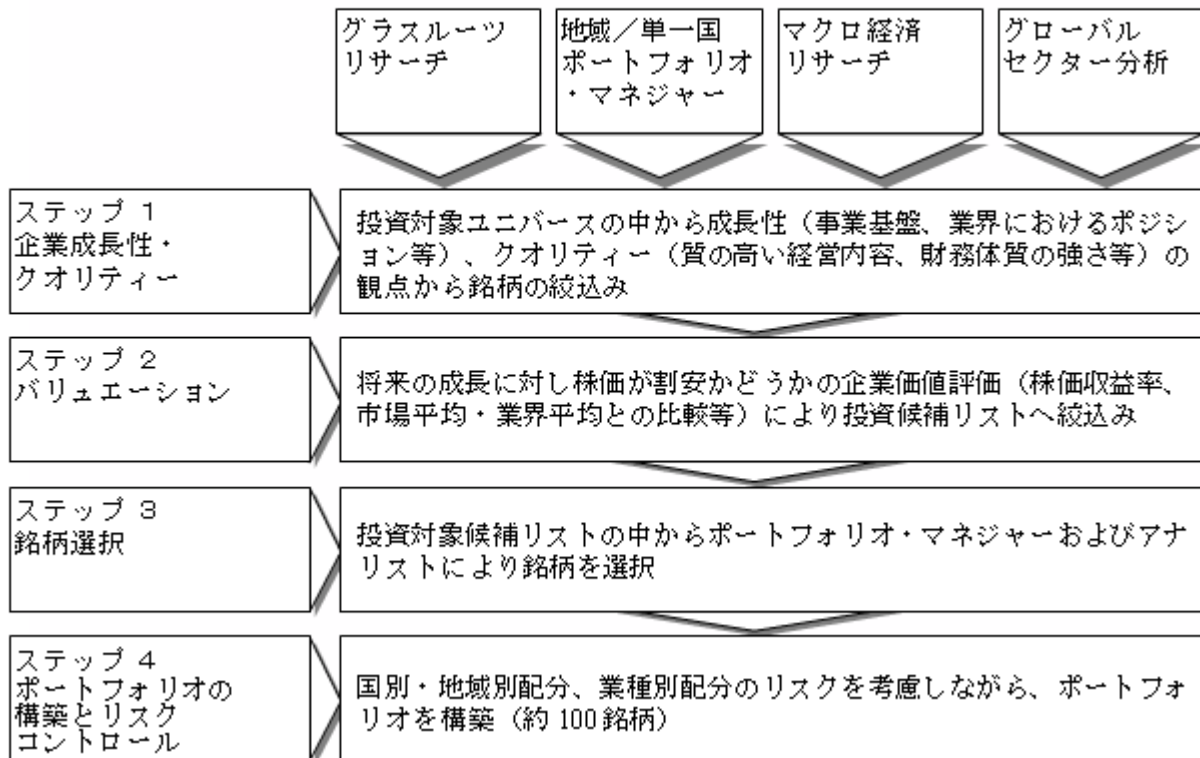 グラスルーツ
リサーチ
地域／単一国
ポートフォリオ
・マネジャー
マクロ経済
リサーチ
グローバル
セクター分析
ステップ 1
企業成長性・
クオリティー
投資対象ユニバースの中から成長性（事業基盤、業界におけるポジシ
ョン等）、クオリティー（質の高い経営内容、財務体質の強さ等）の
観点から銘柄の絞込み
ステップ 2
バリュエーション
将来の成長に対し株価が割安かどうかの企業価値評価（株価収益率、
市場平均・業界平均との比較等）により投資候補リストへ絞込み
ステップ 3
銘柄選択
投資対象候補リストの中からポートフォリオ・マネジャーおよびアナ
リストにより銘柄を選択
ステップ 4
ポートフォリオの
構築とリスク
コントロール
国別・地域別配分、業種別配分のリスクを考慮しながら、ポートフォ
リオを構築（約 100 銘柄）